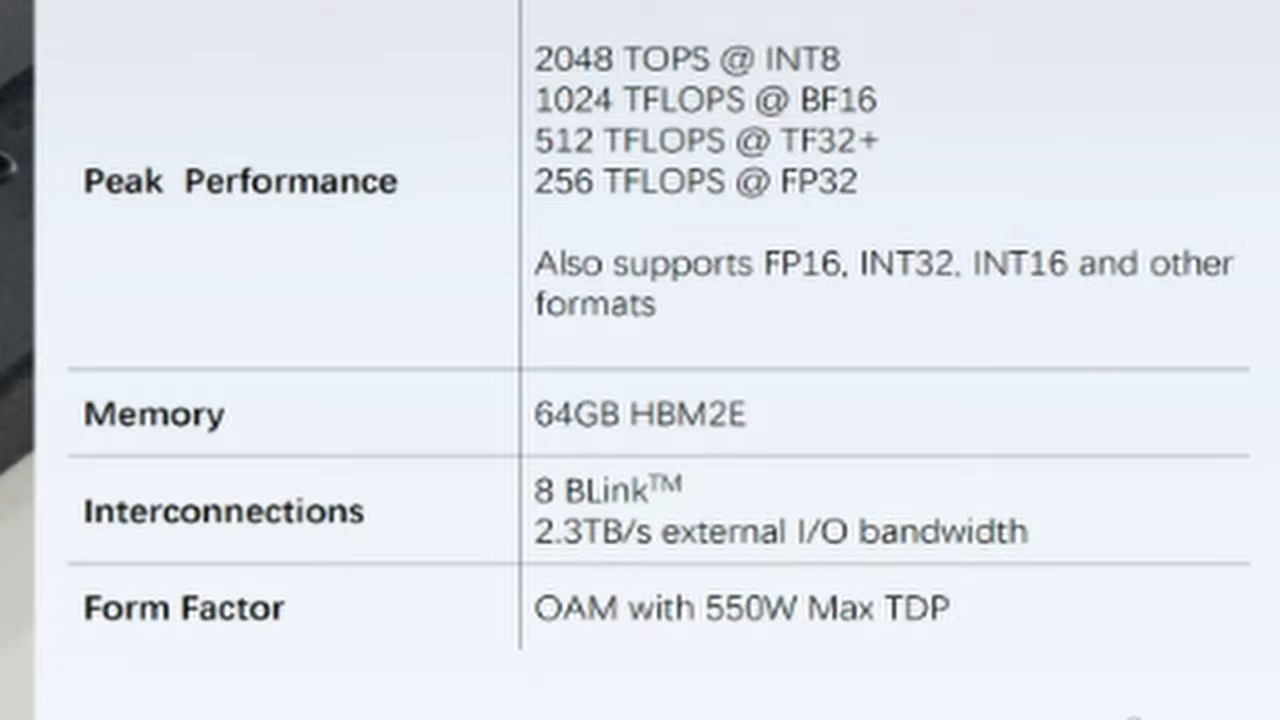 2048 TOPS @ INT8
1024 TFLOPS @ BF16
512 TFLOPS @ TF32+
Peak Performance
256 TFLOPS @ FP32
Also supports FP16, INT32, INT16 and other
formats
Memory
64GB HBM2E
8 BLink™
Interconnections
2.3TB/s external I/O bandwidth
Form Factor
OAM with 550W Max TDP